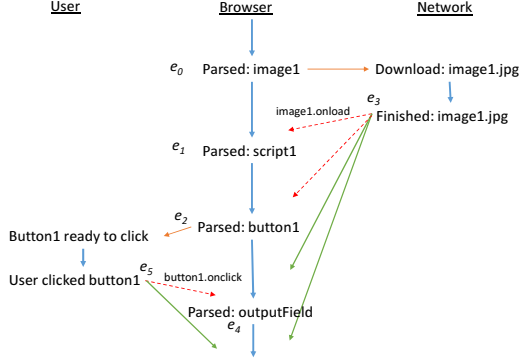 User Browser Network
e0 Parsed: image1 Download: image1.jpg
e3
image1.onload Finished: image1.jpg
e1 Parsed: script1
e2 Parsed: button1
Button1 ready to click
e5
User clicked button1 button1.onclick
Parsed: outputField
e4